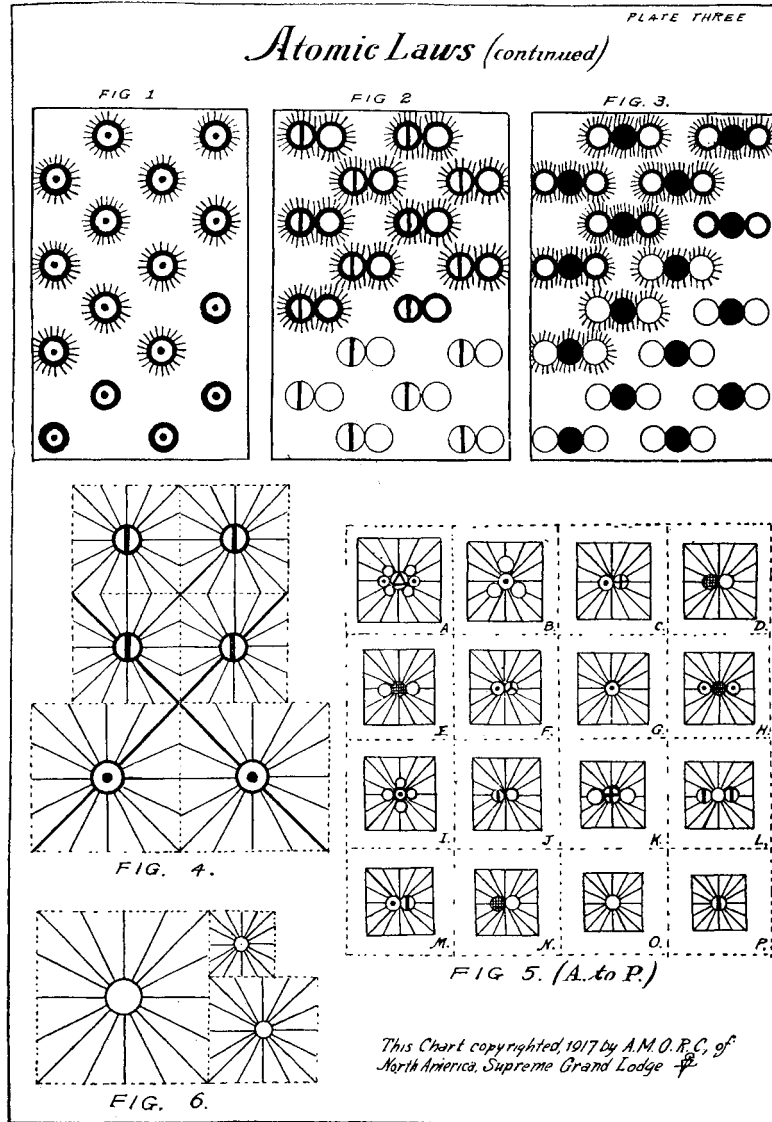 PLATE THREE
Atomic Laws (continued)
FIG 1
FIG 2
FIG. 3.
A.
B.
C.
D.
E.
F.
G.
H.
I.
J.
K.
L.
FIG. 4.
M.
N.
O.
P.
FIG 5. (A. to P.)
This Chart copyrighted, 1917 by A.M.O.R.C, of
North America, Supreme Grand Lodge
FIG. 6.